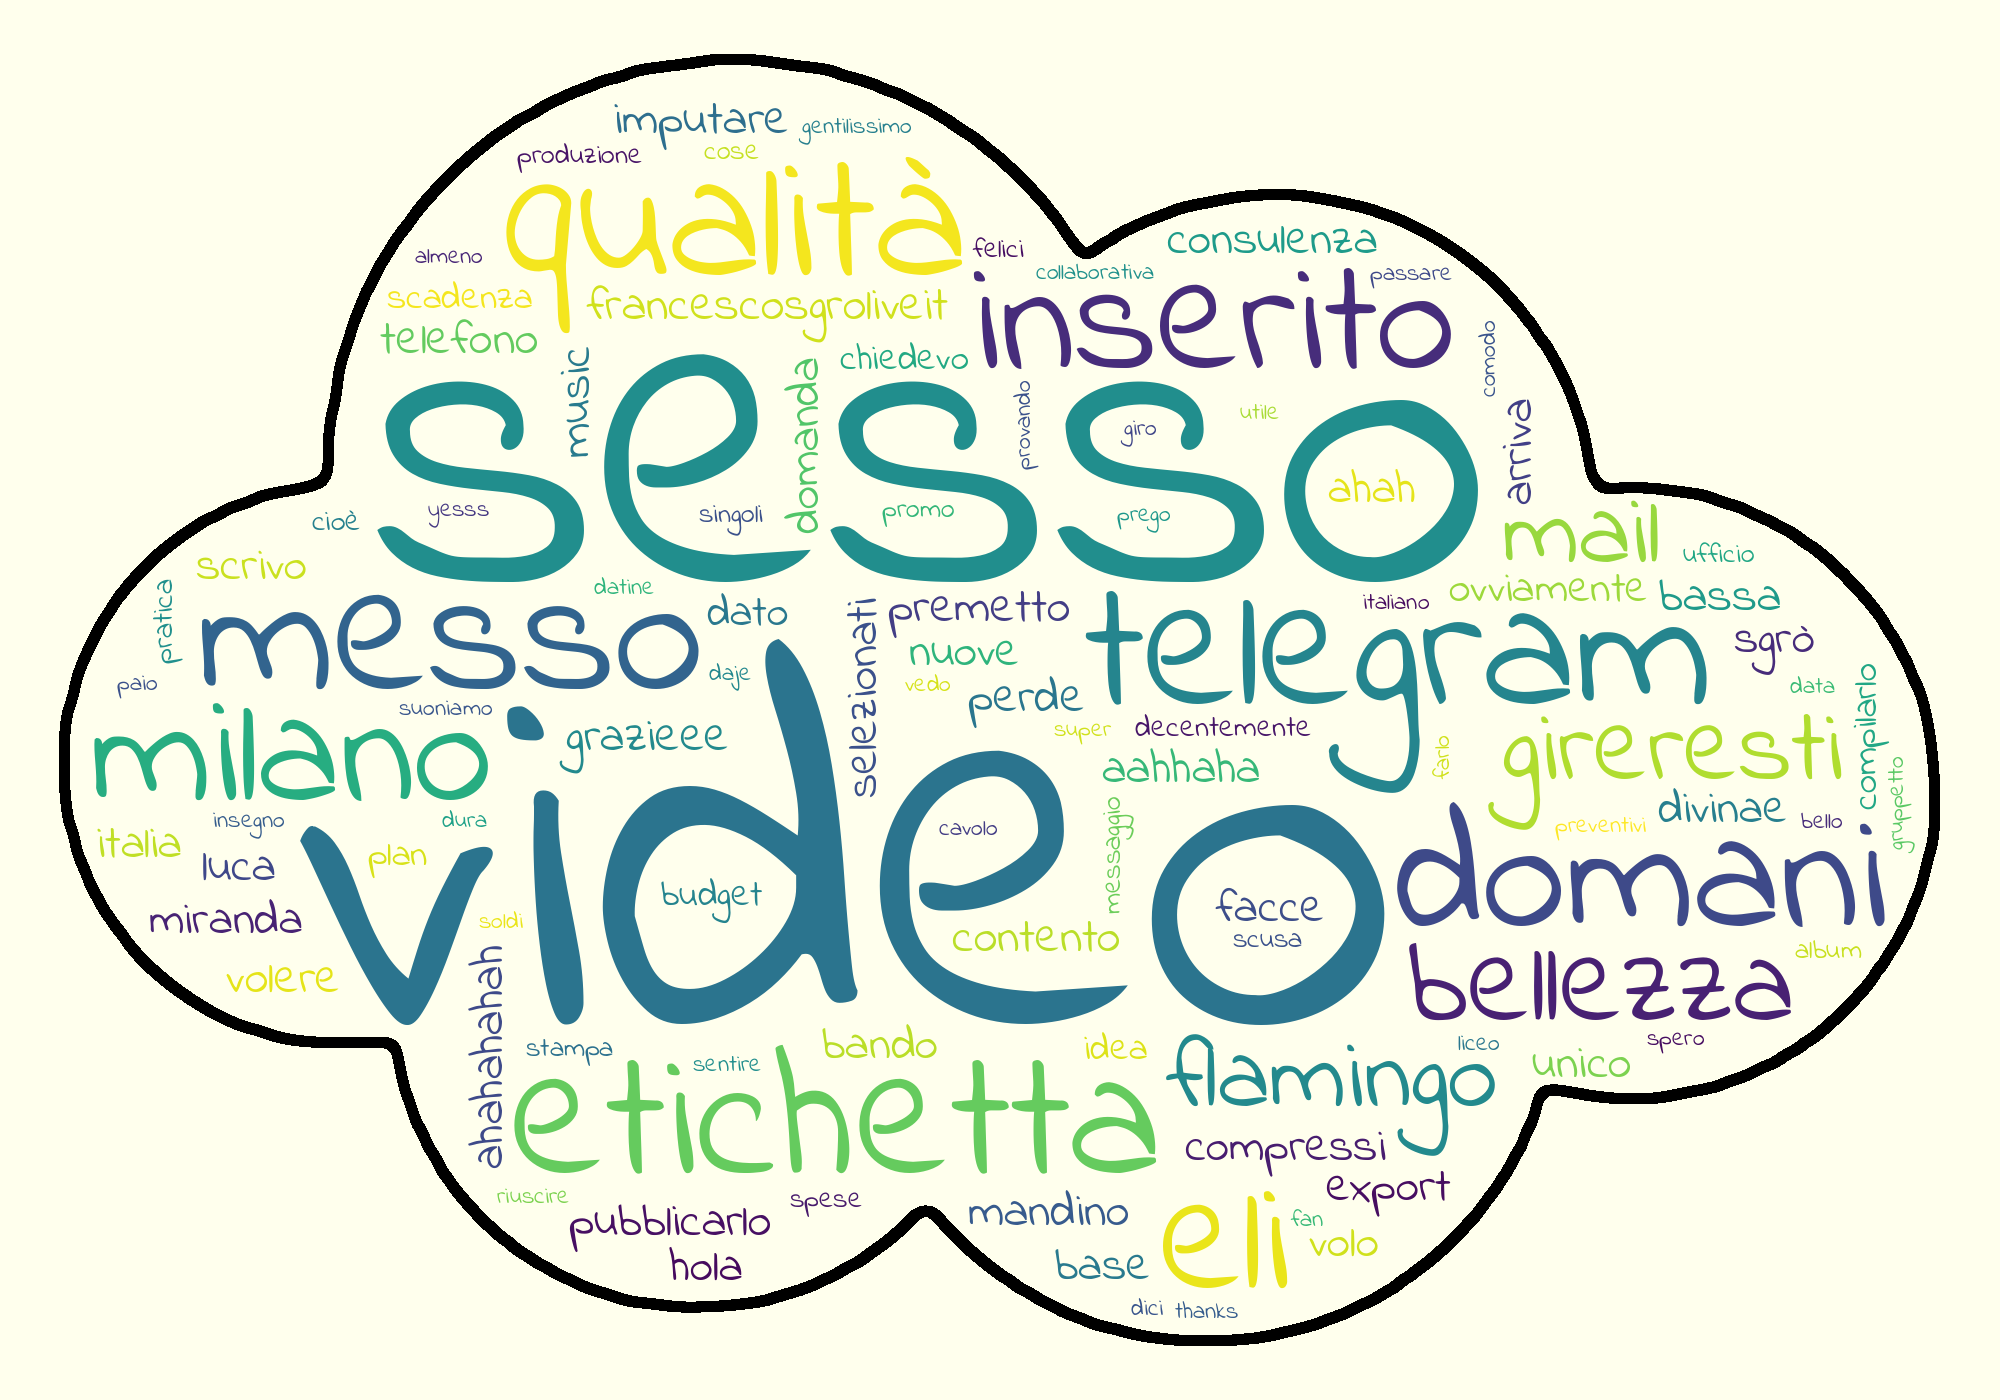 imputare
gentilissimo
produzione
cose
qualità
almeno
felici
consulenza
scadenza
francescosgroliveit
collaborativa
passare
inserito
telefono
music
domanda
chiedevo
provando
comodo
sesso
giro
utile
ahah
arriva
cioè
yesss
singoli
promo
prego
mail
ufficio
scrivo
pratica
datine
dato
selezionati
premetto
italiano
ovviamente
bassa
messo
telegram
sgrò
paio
daje
nuove
vedo
perde
data
compilarlo
suoniamo
milano
grazieee
super
decentemente
farlo
gireresti
aahhaha
gruppetto
insegno
dura
video
cavolo
messaggio
preventivi
divinae
bello
italia
luca
plan
budget
facce
scusa
domani
miranda
soldi
contento
album
volere
ahahahahah
bellezza
stampa
sentire
bando
idea
flamingo
liceo
unico
spero
etichetta
compressi
riuscire
spese
export
pubblicarlo
mandino
eli
fan
volo
hola
base
dici
thanks